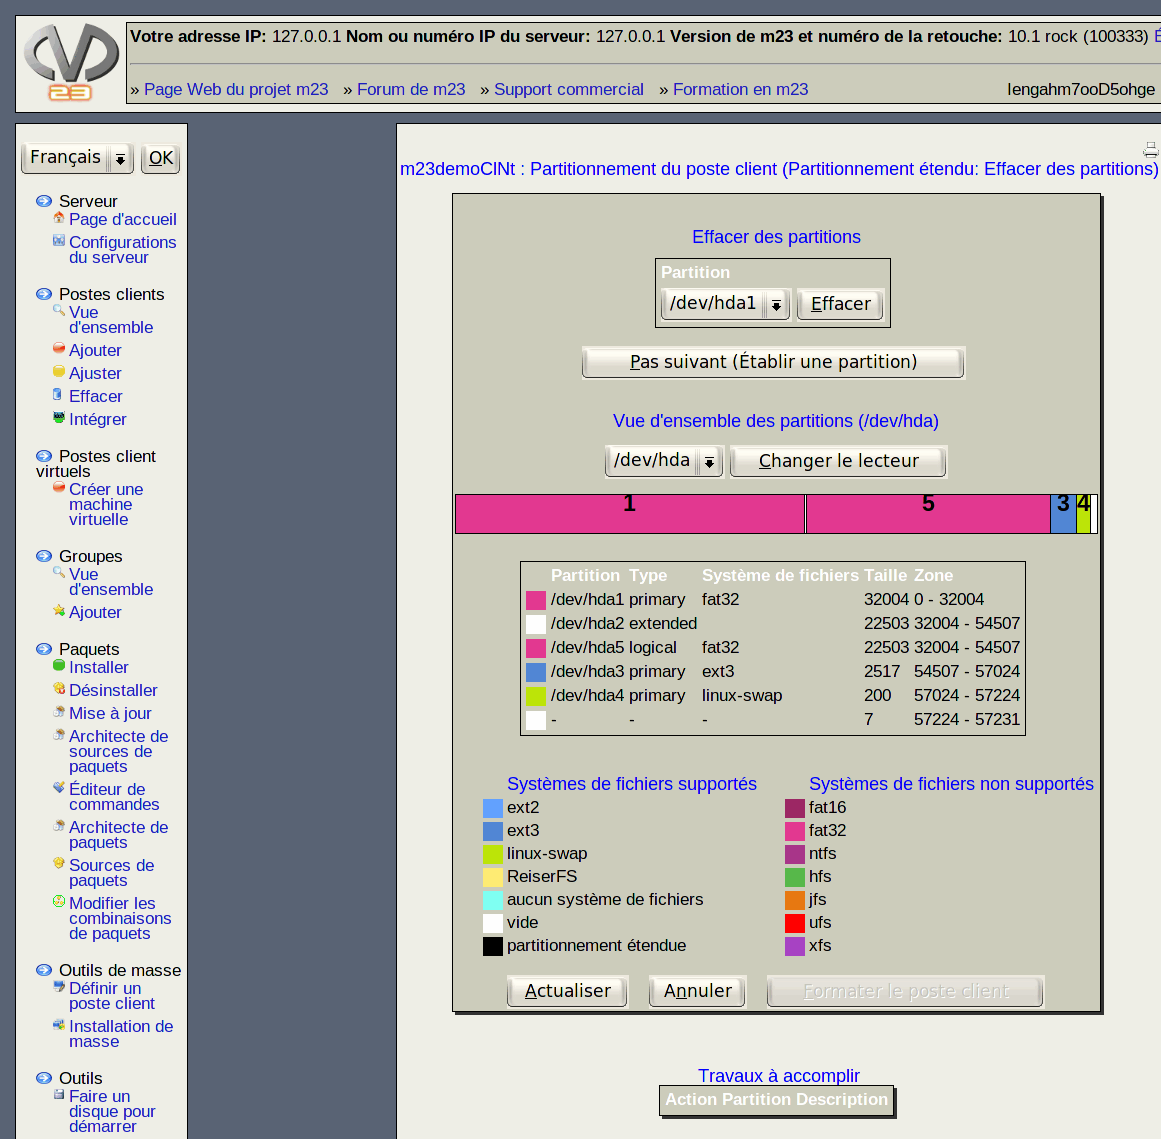 Votre adresse IP: 127.0.0.1 Nom ou numéro IP du serveur: 127.0.0.1 Version de m23 et numéro de la retouche: 10.1 rock (100333)
» Page Web du projet m23 » Forum de m23 » Support commercial » Formation en m23 Iengahm7ooD5ohge
23
Français OK
Serveur
Page d'accueil
Configurations
du serveur
Postes clients
Vue
d'ensemble
Ajouter
Ajuster
Effacer
Intégrer
Postes client
virtuels
Créer une
machine
virtuelle
Groupes
Vue
d'ensemble
Ajouter
Paquets
Installer
Désinstaller
Mise à jour
Architecte de
sources de
paquets
Éditeur de
commandes
Architecte de
paquets
Sources de
paquets
Modifier les
combinaisons
de paquets
Outils de masse
Définir un
poste client
Installation de
masse
Outils
Faire un
disque pour
démarrer
m23demoClNt : Partitionnement du poste client (Partitionnement étendu: Effacer des partitions)
Effacer des partitions
Partition
/dev/hda1 Effacer
Pas suivant (Établir une partition)
Vue d'ensemble des partitions (/dev/hda)
/dev/hda Changer le lecteur
1 5 3 4
Partition Type Système de fichiers Taille Zone
/dev/hda1 primary fat32 32004 0 - 32004
/dev/hda2 extended 22503 32004 - 54507
/dev/hda5 logical fat32 22503 32004 - 54507
/dev/hda3 primary ext3 2517 54507 - 57024
/dev/hda4 primary linux-swap 200 57024 - 57224
- - - 7 57224 - 57231
Systèmes de fichiers supportés Systèmes de fichiers non supportés
ext2 fat16
ext3 fat32
linux-swap ntfs
ReiserFS hfs
aucun système de fichiers jfs
vide ufs
partitionnement étendue xfs
Actualiser Annuler Formater le poste client
Travaux à accomplir
Action Partition Description